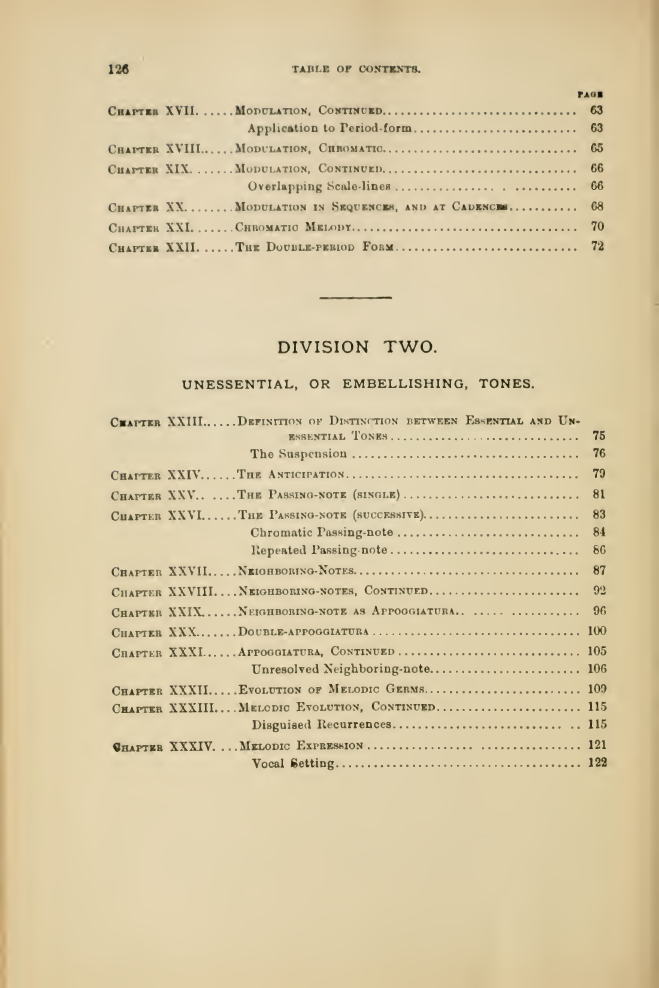 126 TABLE OF CONTENTS.
PAGE
CHAPTER XVII. .....MODULATION, CONTINUED.............................. 63
Application to Period-form......................... 63
CHAPTER XVIII......MODULATION, CHROMATIC.............................. 65
CHAPTER XIX. ......MODULATION, CONTINUED.............................. 66
Overlapping Scale-lines .............. . .......... 66
CHAPTER XX........MODULATION IN SEQUENCES, AND AT CADENCES........... 68
CHAPTER XXI. ......CHROMATIC MELODY.................................... 70
CHAPTER XXII. .....THE DOUBLE-PERIOD FORM............................. 72
DIVISION TWO.
UNESSENTIAL, OR EMBELLISHING, TONES.
CHAPTER XXIII......DEFINITION OF DISTINCTION BETWEEN ESSENTIAL AND UN-
ESSENTIAL TONES .............................. 75
The Suspension .................................... 76
CHAPTER XXIV......THE ANTICIPATION..................................... 79
CHAPTER XXV.. ....THE PASSING-NOTE (SINGLE) ............................ 81
CHAPTER XXVI......THE PASSING-NOTE (SUCCESSIVE)......................... 83
Chromatic Passing-note ............................. 84
Repeated Passing-note .............................. 86
CHAPTER XXVII.....NEIGHBORING-NOTES.................................... 87
CHAPTER XXVIII....NEIGHBORING-NOTES, CONTINUED........................ 92
CHAPTER XXIX......NEIGHBORING-NOTE AS APPOGGIATURA.. ..... ........... 96
CHAPTER XXX.......DOUBLE-APPOGGIATURA ................................. 100
CHAPTER XXXI......APPOGGIATURA, CONTINUED ............................. 105
Unresolved Neighboring-note........................ 106
CHAPTER XXXII.....EVOLUTION OF MELODIC GERMS......................... 109
CHAPTER XXXIII....MELODIC EVOLUTION, CONTINUED....................... 115
Disguised Recurrences........................... .. 115
CHAPTER XXXIV. ...MELODIC EXPRESSION ............... ................ 121
Vocal Setting....................................... 122